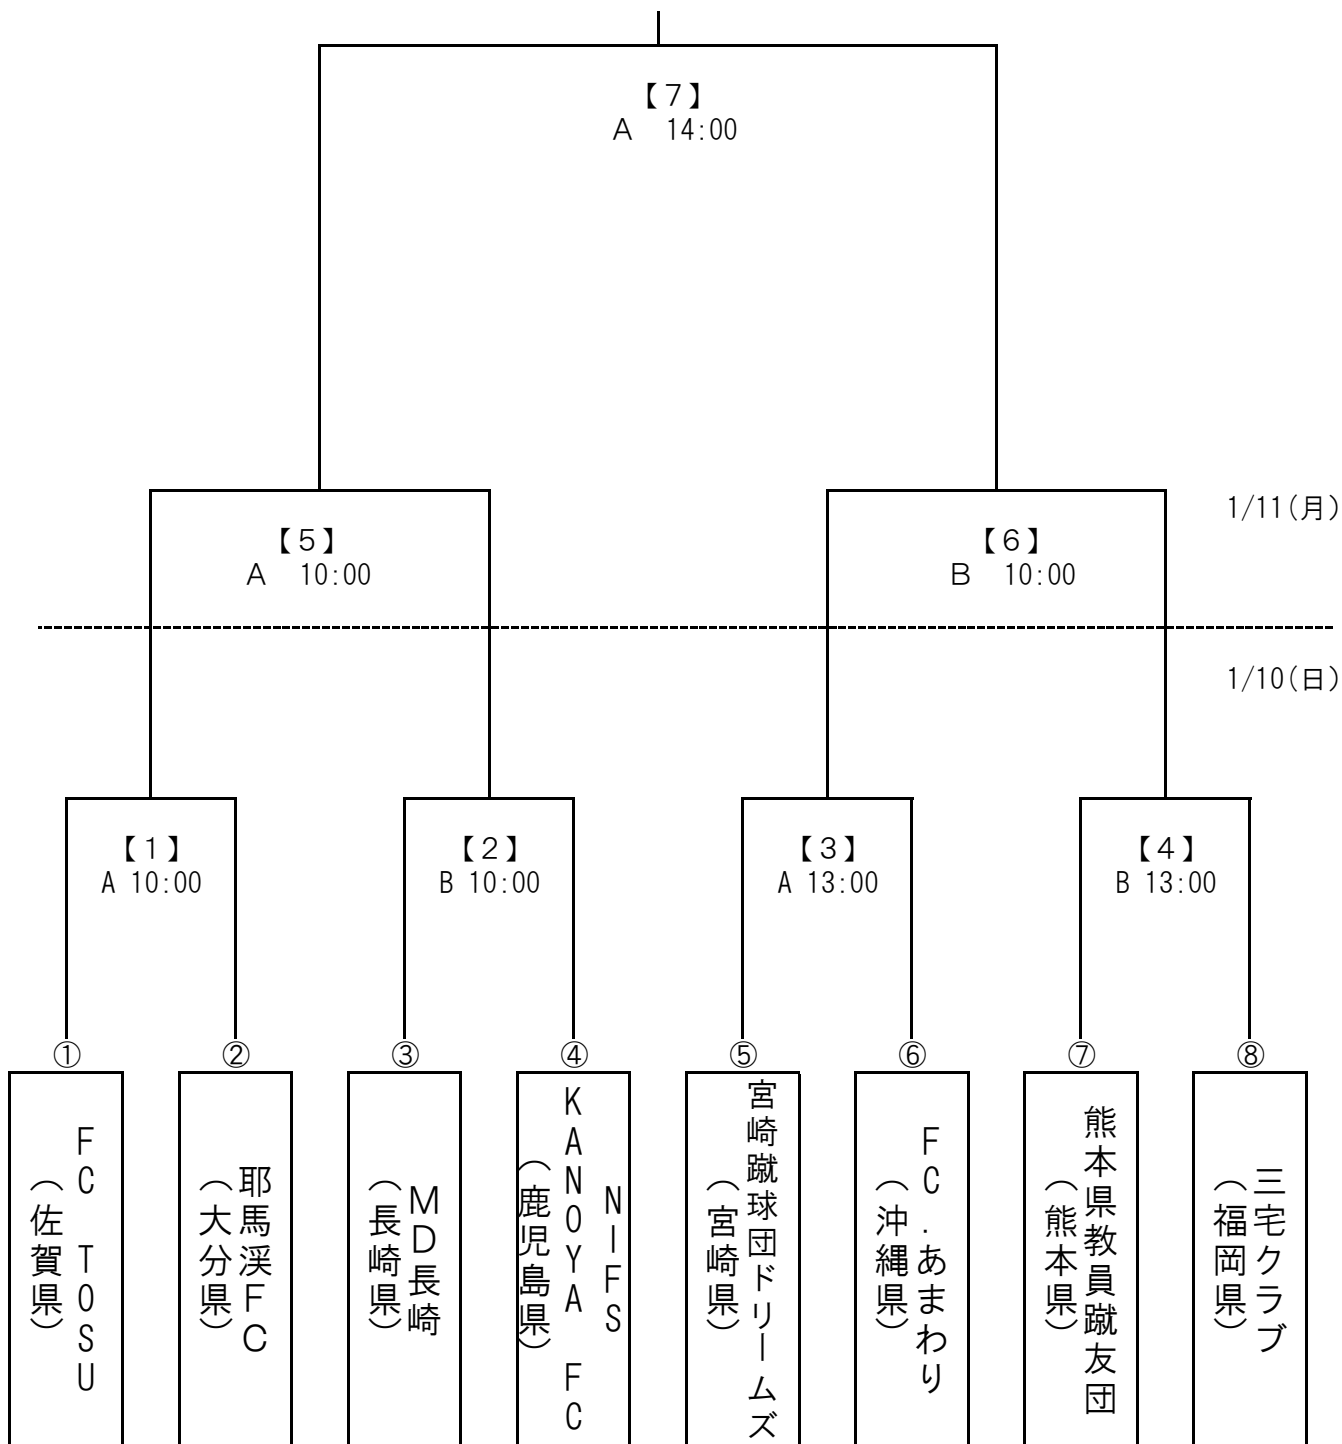 【７】
Ａ　14:00
1/11(月)
【５】
Ａ　10:00
【６】
Ｂ　10:00
1/10(日)
【１】
A 10:00
【２】
B 10:00
【３】
A 13:00
【４】
B 13:00
①
②
③
④
⑤
⑥
⑦
⑧
FC TOSU
（佐賀県）
耶馬渓ＦＣ
（大分県）
ＭＤ長崎
（長崎県）
NIFS
KANOYA FC
（鹿児島県）
宮崎蹴球団ドリームズ
（宮崎県）
FC.あまわり
（沖縄県）
熊本県教員蹴友団
（熊本県）
三宅クラブ
（福岡県）